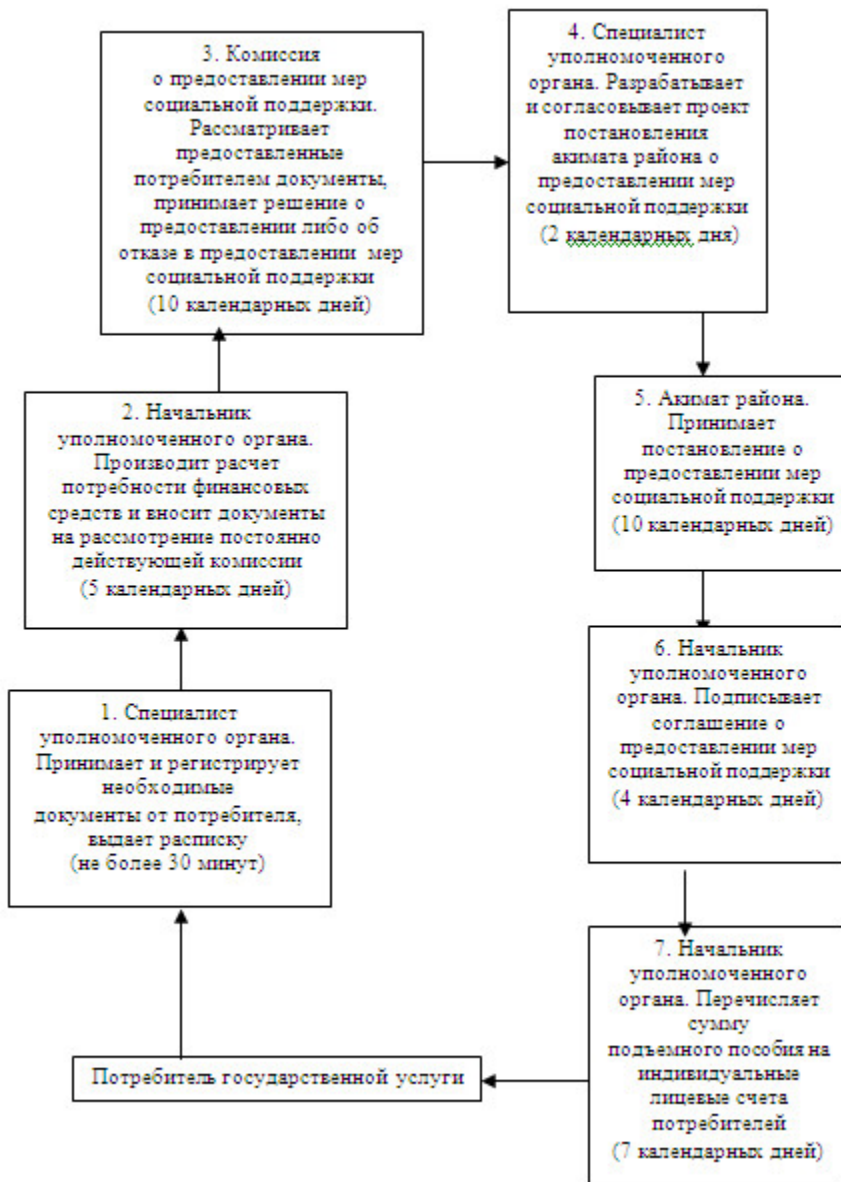 3. Комиссия
о предоставлении мер
социальной поддержки.
Рассматривает
предоставленные
потребителем документы,
принимает решение о
предоставлении либо об
отказе в предоставлении мер
социальной поддержки
(10 календарных дней)
4. Специалист
уполномоченного
органа. Разрабатывает
и согласовывает проект
постановления
акимата района о
предоставлении мер
социальной поддержки
(2 календарных дня)
2. Начальник
уполномоченного органа.
Производит расчет
потребности финансовых
средств и вносит документы
на рассмотрение постоянно
действующей комиссии
(5 календарных дней)
5. Акимат района.
Принимает
постановление о
предоставлении мер
социальной поддержки
(10 календарных дней)
1. Специалист
уполномоченного органа.
Принимает и регистрирует
необходимые
документы от потребителя,
выдает расписку
(не более 30 минут)
6. Начальник
уполномоченного
органа. Подписывает
соглашение о
предоставлении мер
социальной поддержки
(4 календарных дней)
7. Начальник
уполномоченного
органа. Перечисляет
сумму
подъемного пособия на
индивидуальные
лицевые счета
потребителей
(7 календарных дней)
Потребитель государственной услуги